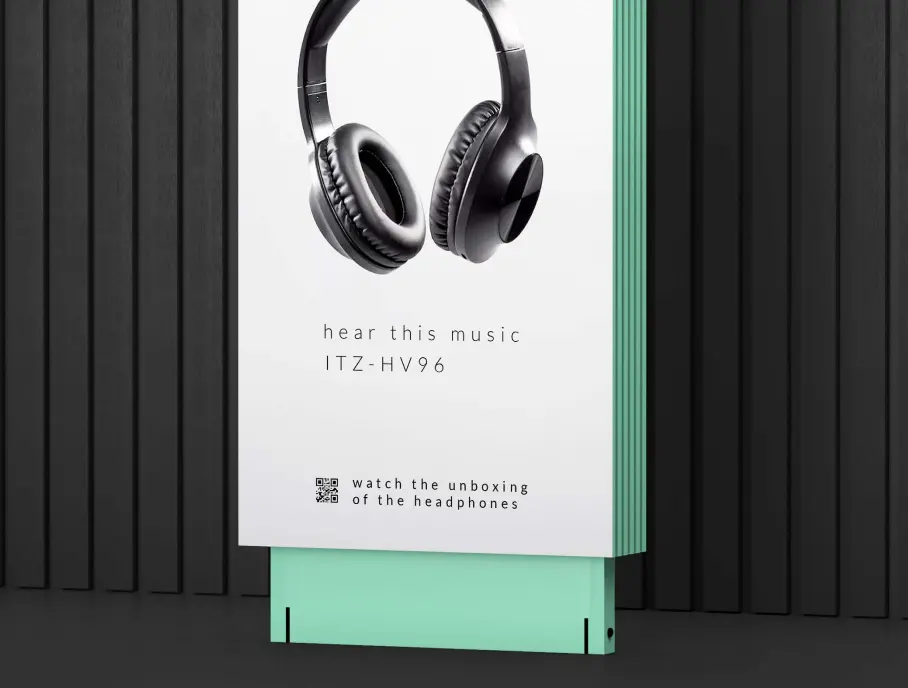 hear this music
ITZ-HV96
watch the unboxing
of the headphones